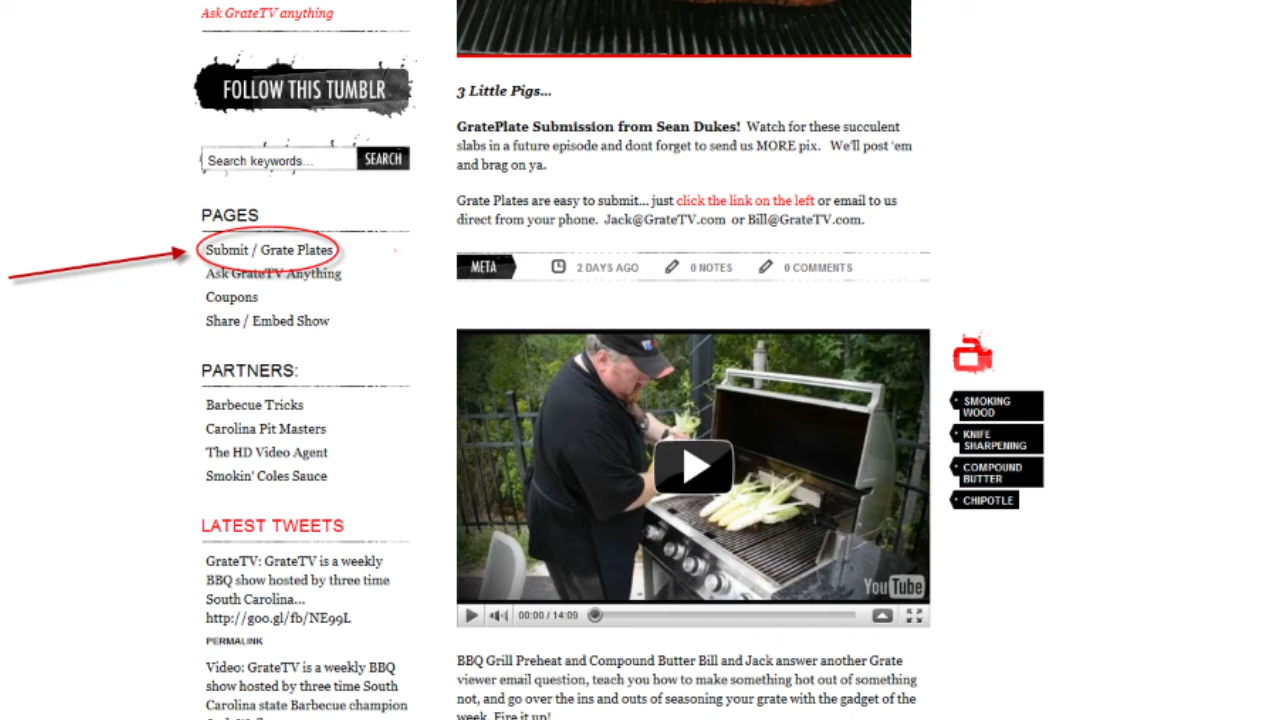 Ask GrateTV anything
FOLLOW THIS TUMBLR
Search keywords...
SEARCH
PAGES
Submit / Grate Plates
Ask GrateTV Anything
Coupons
Share / Embed Show
PARTNERS:
Barbecue Tricks
Carolina Pit Masters
The HD Video Agent
Smokin' Coles Sauce
LATEST TWEETS
GrateTV: GrateTV is a weekly
BBQ show hosted by three time
South Carolina...
http://goo.gl/fb/NE99L
PERMALINK
Video: GrateTV is a weekly BBQ
show hosted by three time South
Carolina state Barbecue champion
3 Little Pigs...
GratePlate Submission from Sean Dukes! Watch for these succulent
slabs in a future episode and dont forget to send us MORE pix. We'll post 'em
and brag on ya.
Grate Plates are easy to submit... just click the link on the left or email to us
direct from your phone. Jack@GrateTV.com or Bill@GrateTV.com.
META
2 DAYS AGO
0 NOTES
0 COMMENTS
YouTube
00:00 / 14:09
SMOKING
WOOD
KNIFE
SHARPENING
COMPOUND
BUTTER
CHIPOTLE
BBQ Grill Preheat and Compound Butter Bill and Jack answer another Grate
viewer email question, teach you how to make something hot out of something
not, and go over the ins and outs of seasoning your grate with the gadget of the
week. Fire it up!